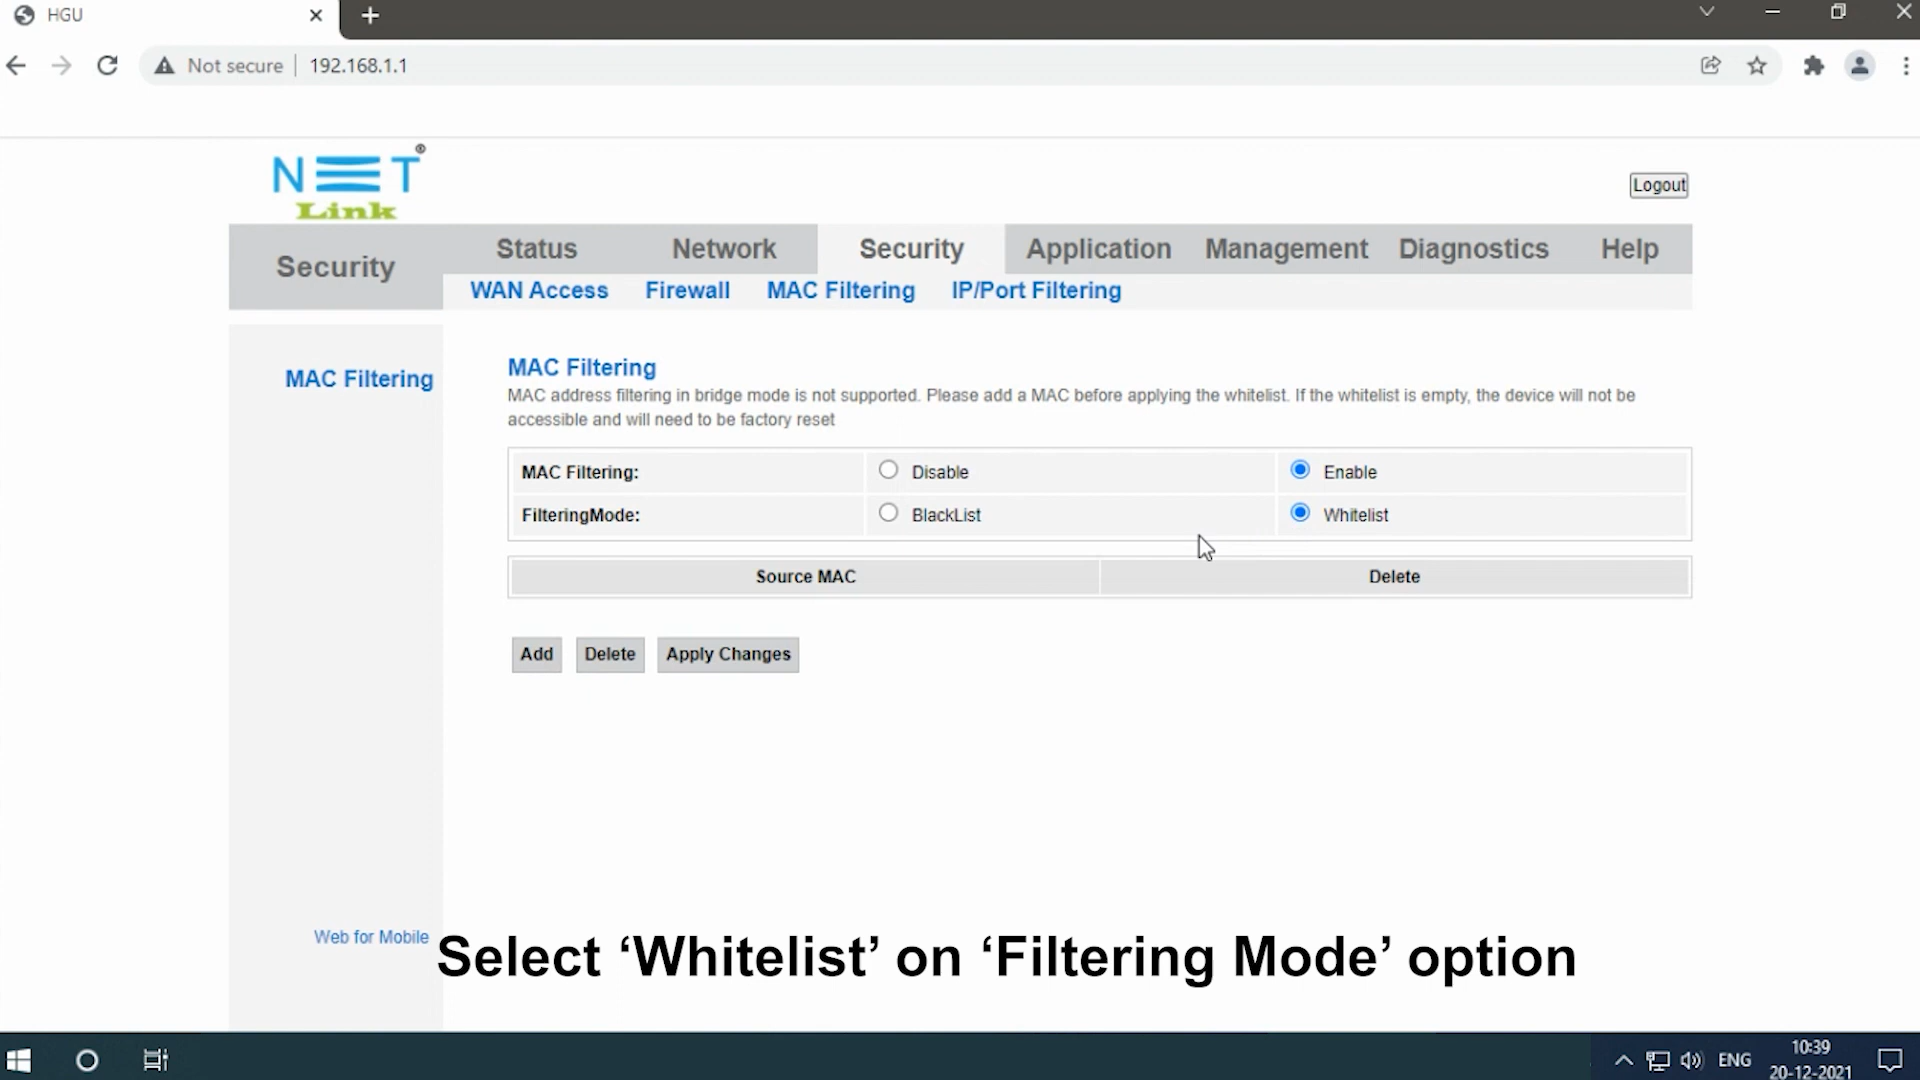 HGU
Not secure
192.168.1.1
NET
Link
®
Logout
Security
Status
Network
Security
Application
Management
Diagnostics
Help
WAN Access
Firewall
MAC Filtering
IP/Port Filtering
MAC Filtering
MAC Filtering
MAC address filtering in bridge mode is not supported. Please add a MAC before applying the whitelist. If the whitelist is empty, the device will not be
accessible and will need to be factory reset
MAC Filtering:
Disable
Enable
FilteringMode:
BlackList
Whitelist
Source MAC
Delete
Add
Delete
Apply Changes
Web for Mobile
Select ‘Whitelist’ on ‘Filtering Mode’ option
ENG
10:39
20-12-2021